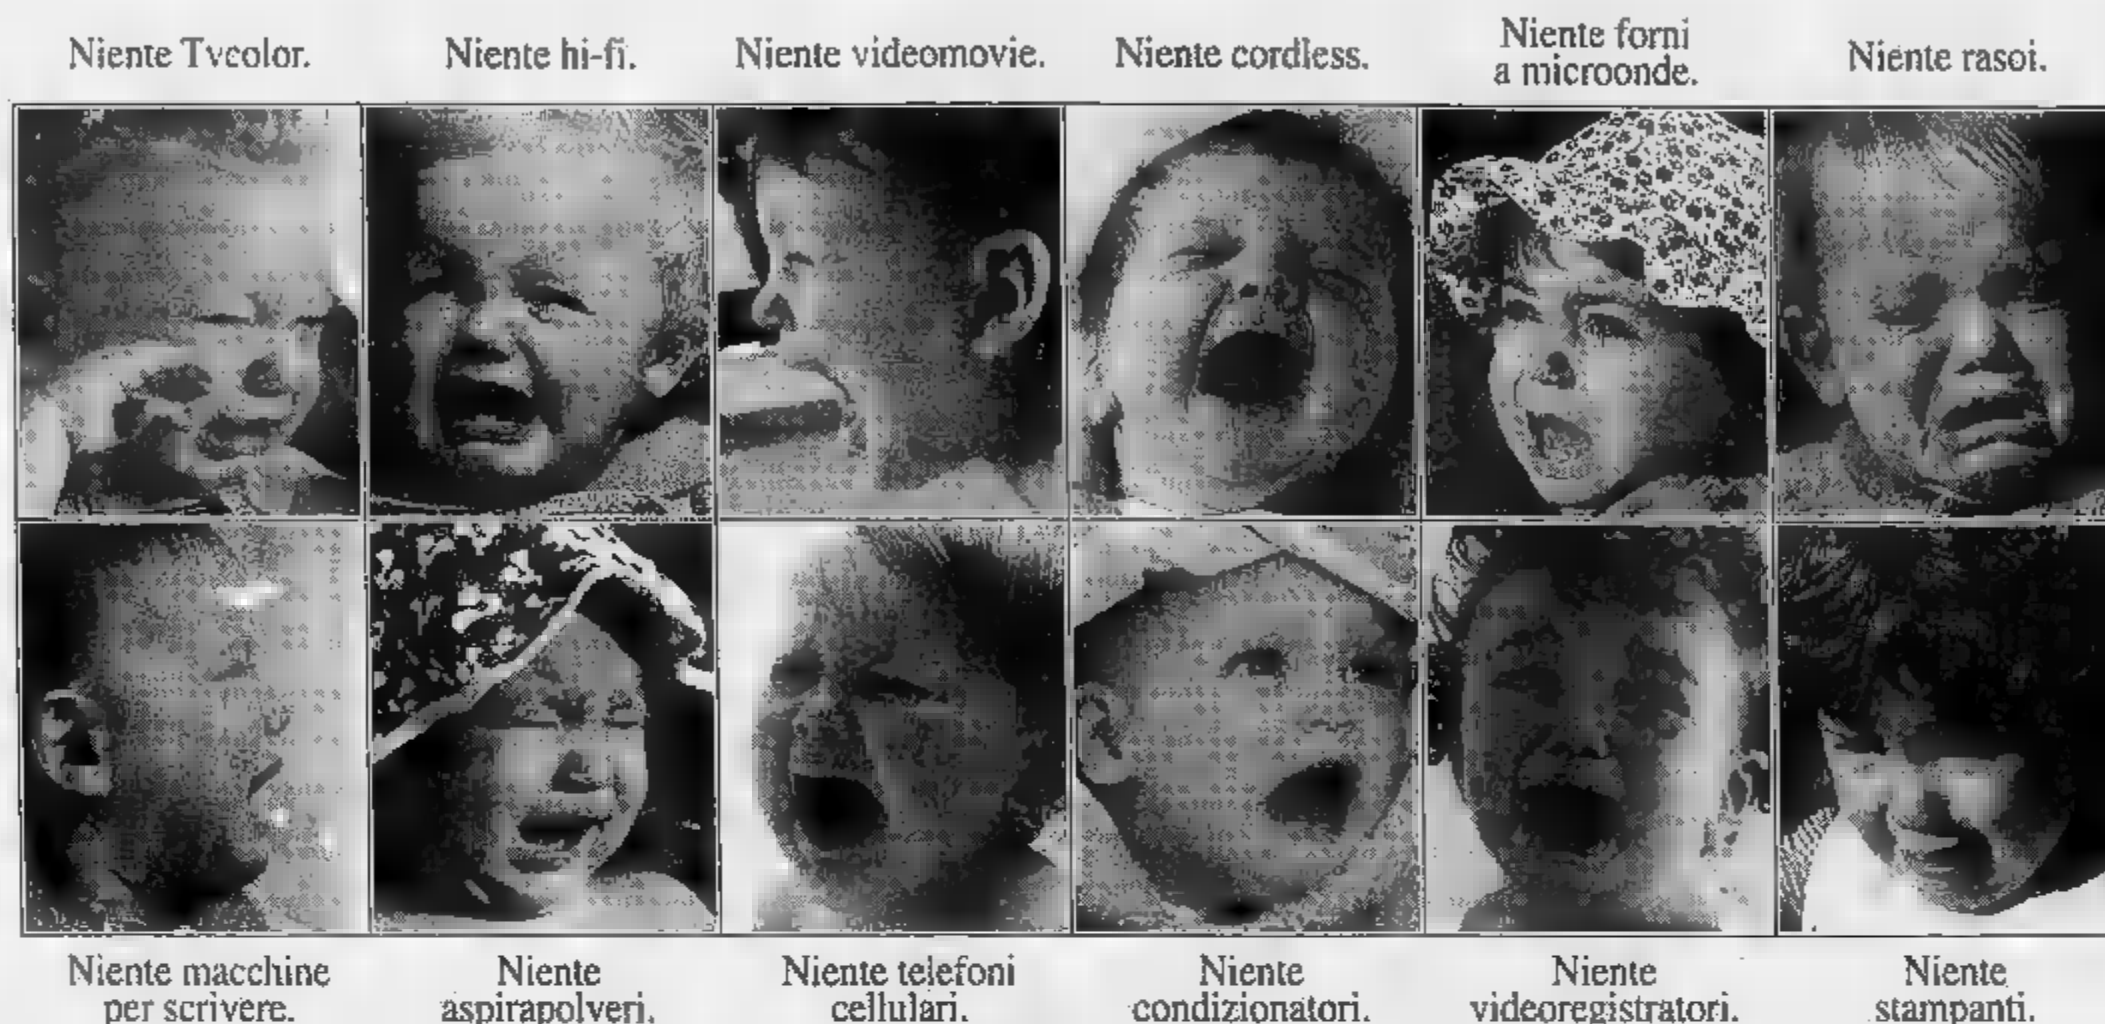 Niente Tvcolor.
Niente hi-fi.
Niente videomovie.
Niente cordless.
Niente forni
a microonde.
Niente rasoi.
Niente macchine
per scrivere.
Niente
aspirapolveri.
Niente telefoni
cellulari.
Niente
condizionatori.
Niente
videoregistratori.
Niente
stampanti.